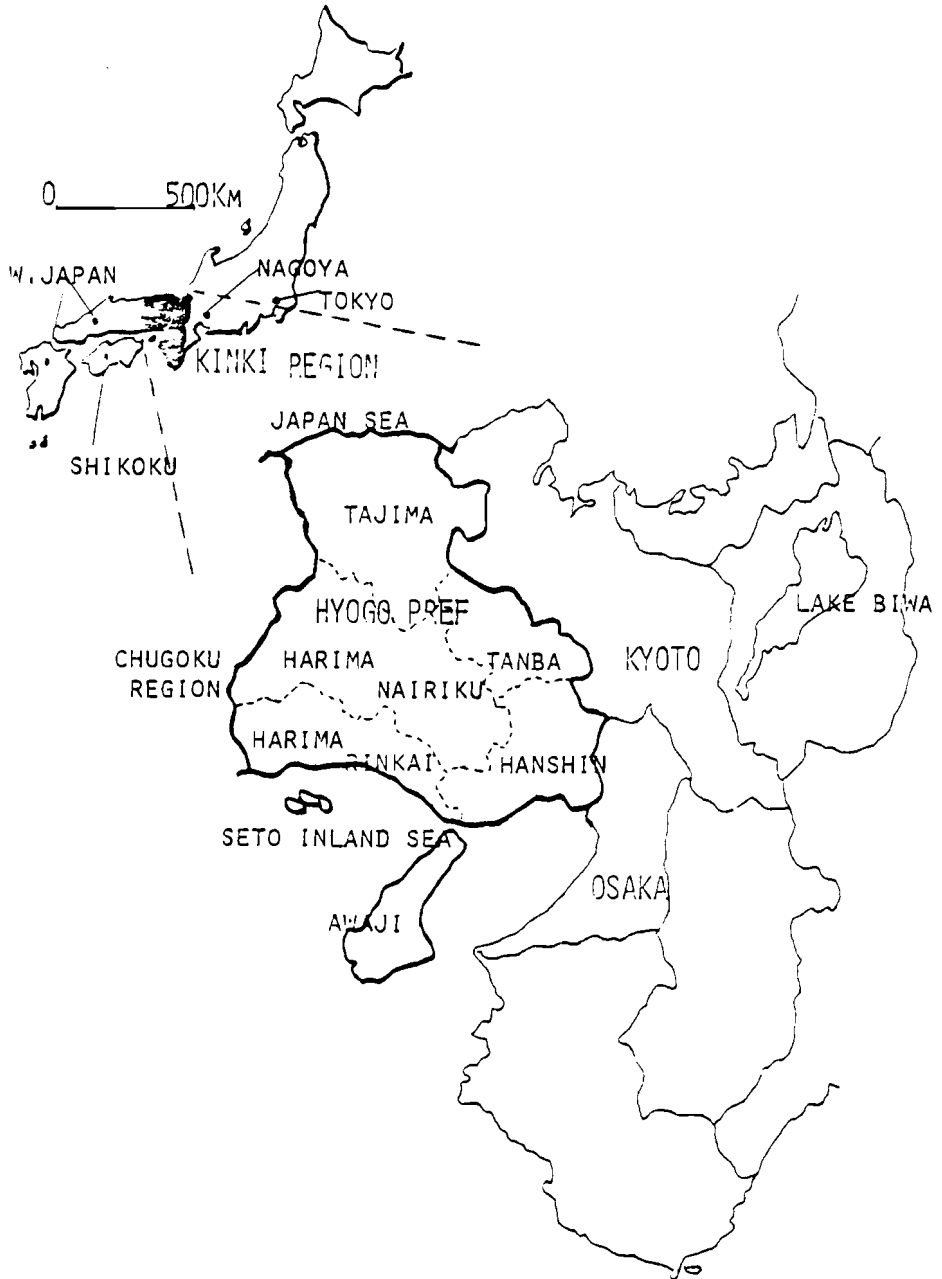 0 500KM
W.JAPAN
NAGOYA
TOKYO
KINKI REGION
JAPAN SEA
SHIKOKU
TAJIMA
LAKE BIWA
HYOGO PREF
CHUGOKU
REGION
HARIMA
NAIRIKU
TANBA
KYOTO
HARIMA
RINKAI
HANSHIN
SETO INLAND SEA
OSAKA
AWAJI